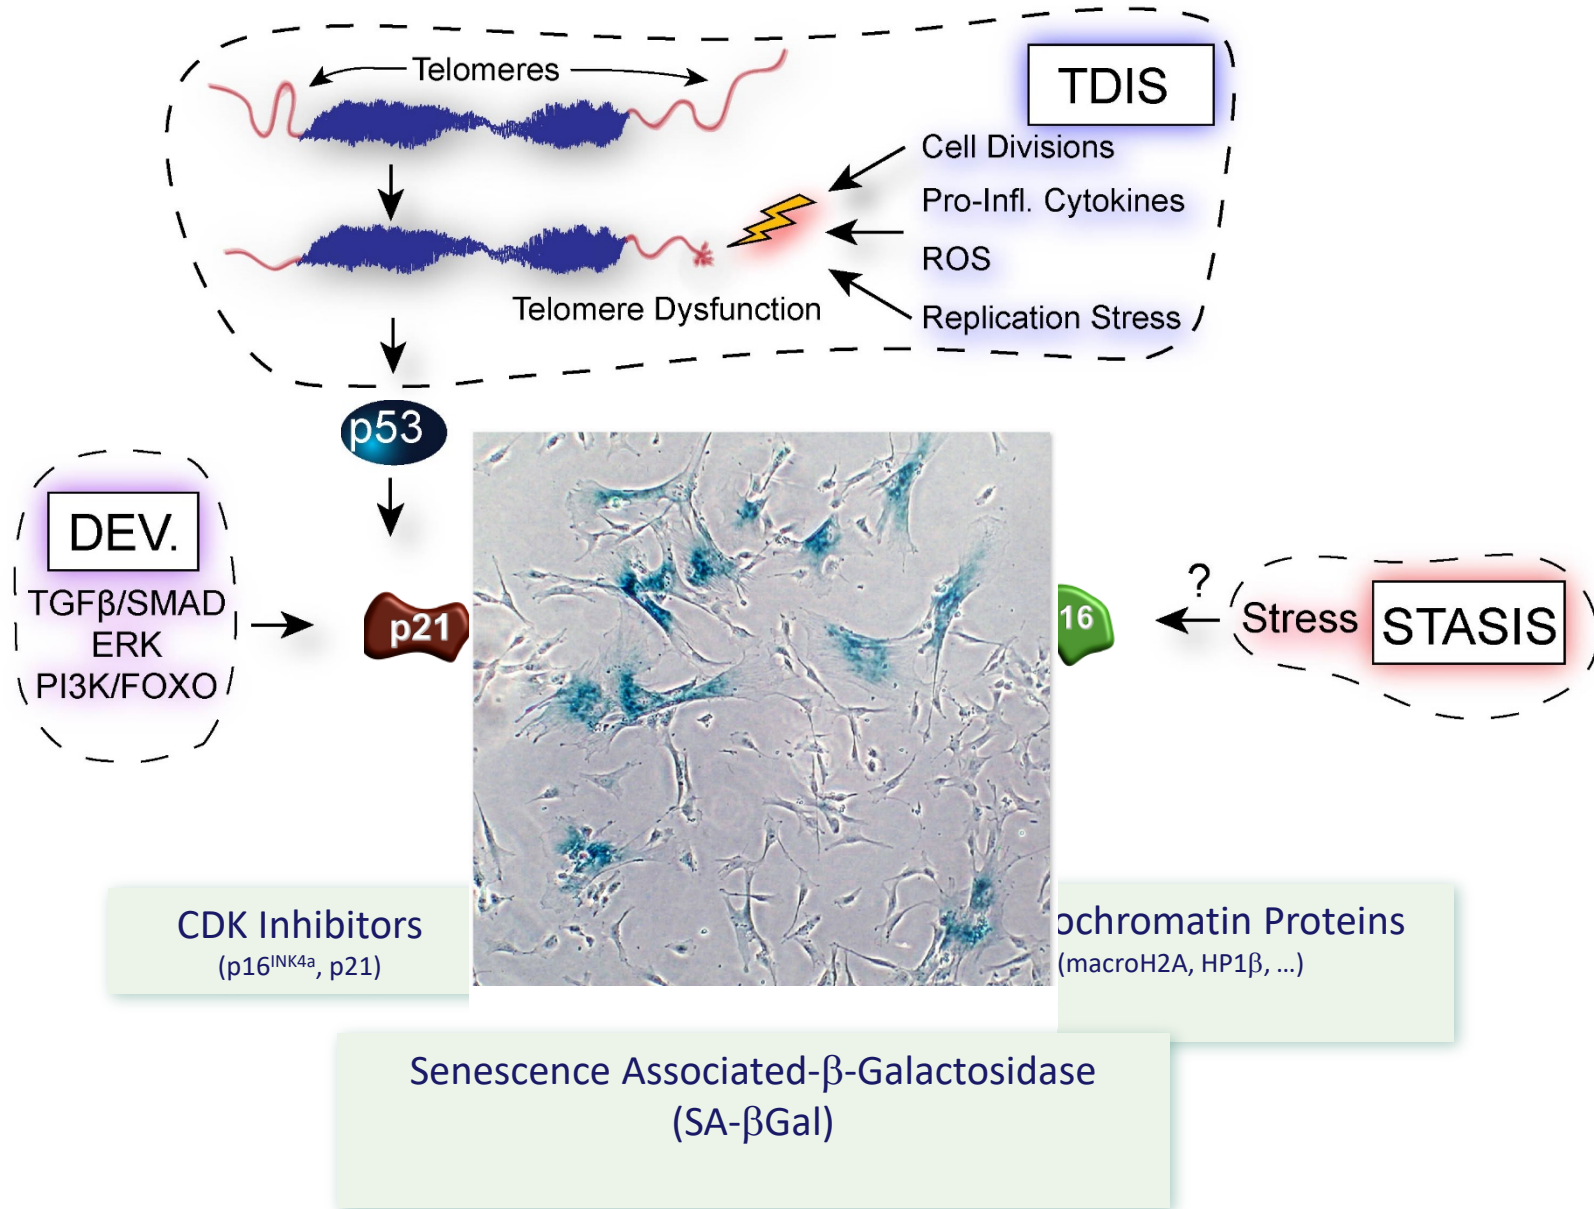 Telomeres
TDIS
Cell Divisions
Pro-Infl. Cytokines
ROS
Replication Stress
Telomere Dysfunction
p53
DEV.
TGFβ/SMAD
ERK
PI3K/FOXO
p21
16
?
Stress
STASIS
CDK Inhibitors
(p16INK4a, p21)
ochromatin Proteins
(macroH2A, HP1β, ...)
Senescence Associated-β-Galactosidase
(SA-βGal)